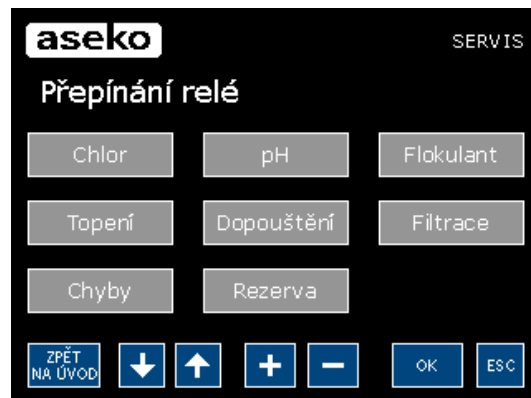 aseko
SERVIS
Přepínání relé
Chlor
pH
Flokulant
Topení
Dopouštění
Filtrace
Chyby
Rezerva
ZPĚT
NA ÚVOD
OK
ESC